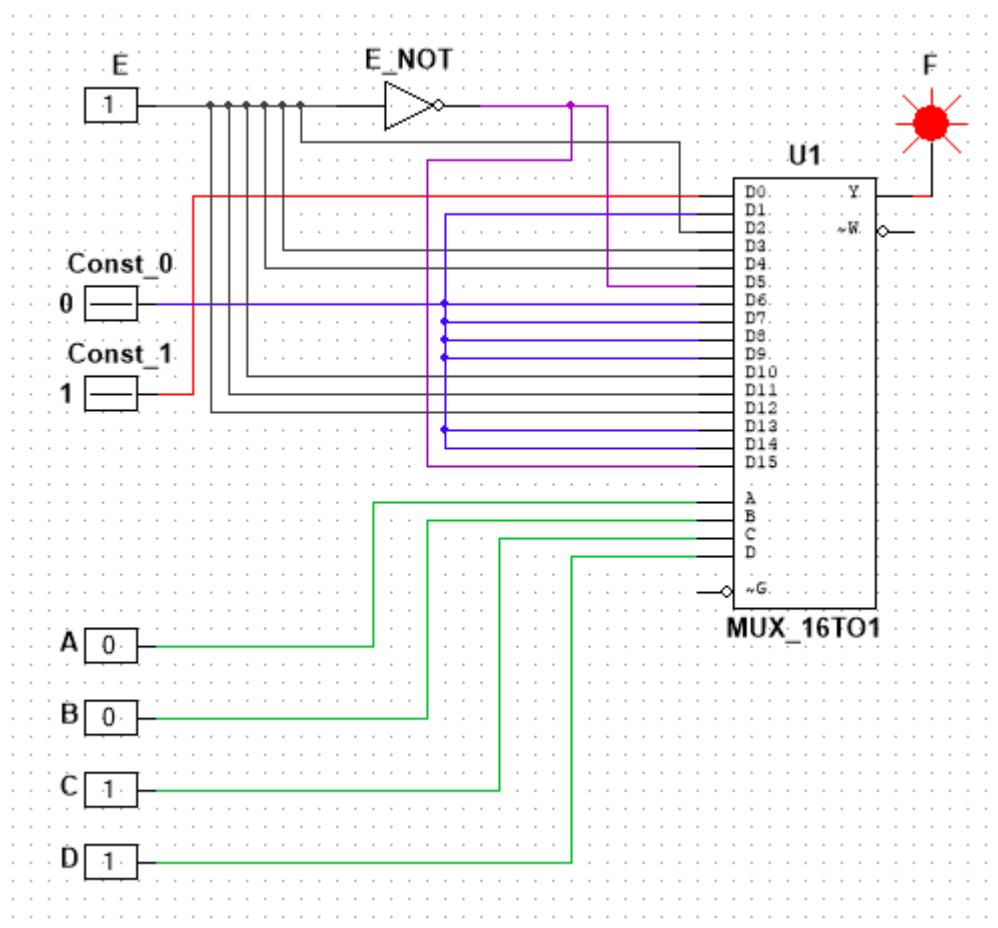 E
E_NOT
F
1
U1
D0
Y
D1
D2
~W
D3
Const_0
D4
D5
0
D6
D7
D8
Const_1
D9
D10
1
D11
D12
D13
D14
D15
A
B
C
D
~G
MUX_16TO1
A 0
B 0
C 1
D 1